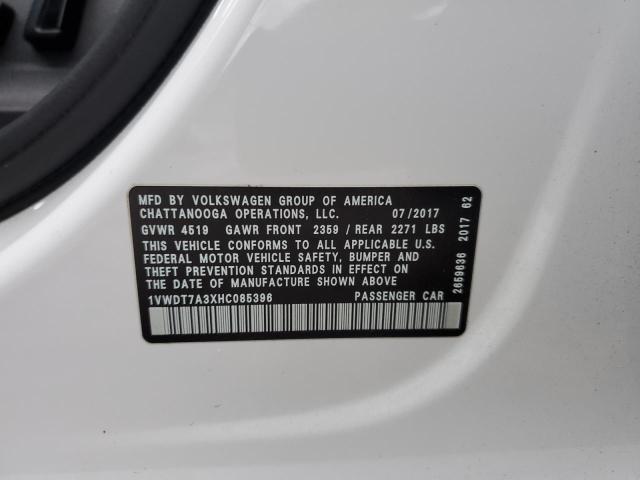 MFD BY VOLKSWAGEN GROUP OF AMERICA
CHATTANOOGA OPERATIONS, LLC. 07/2017
GVWR 4519 GAWR FRONT 2359 / REAR 2271 LBS
THIS VEHICLE CONFORMS TO ALL APPLICABLE U.S.
FEDERAL MOTOR VEHICLE SAFETY, BUMPER AND
THEFT PREVENTION STANDARDS IN EFFECT ON
THE DATE OF MANUFACTURE SHOWN ABOVE
1VWDT7A3XHC085396 PASSENGER CAR
2659636 2017 62